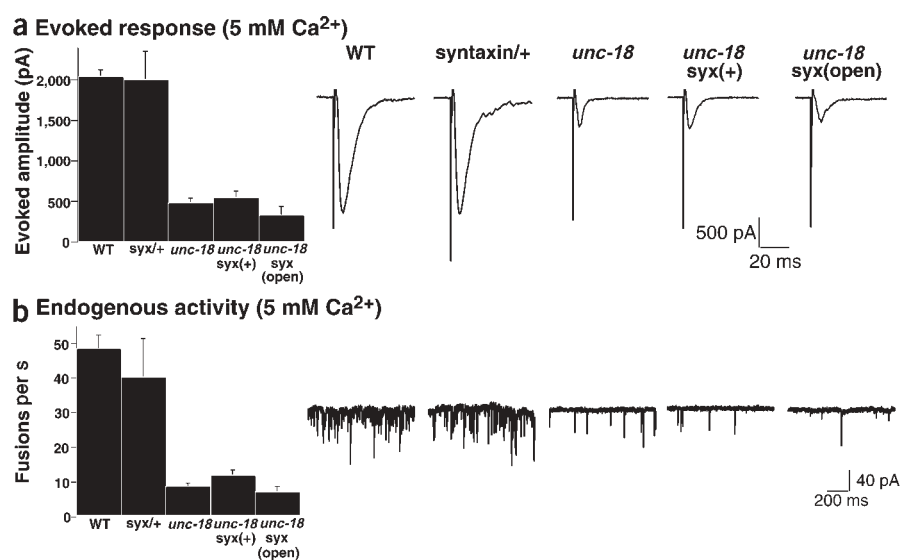 a Evoked response (5 mM Ca2+)
Evoked amplitude (pA)
2,000
1,500
1,000
500
0
WT
syx/+
unc-18
unc-18
syx(+)
unc-18
syx
(open)
WT
syntaxin/+
unc-18
unc-18
syx(+)
unc-18
syx(open)
500 pA
20 ms
b Endogenous activity (5 mM Ca2+)
Fusions per s
50
40
30
20
10
0
WT
syx/+
unc-18
unc-18
syx(+)
unc-18
syx
(open)
40 pA
200 ms